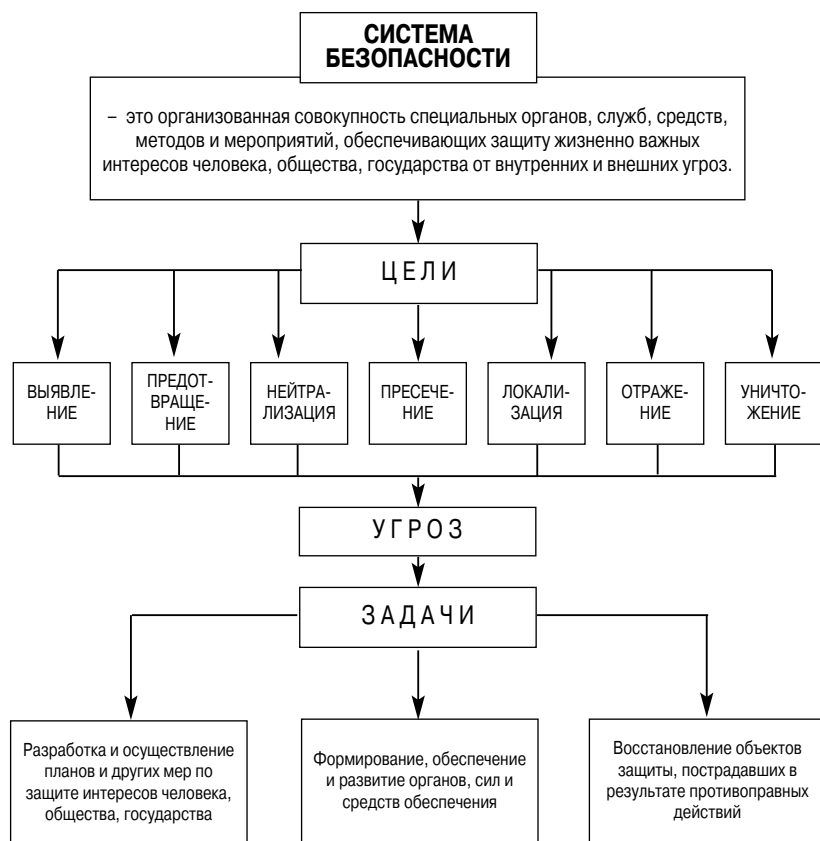 СИСТЕМА
БЕЗОПАСНОСТИ
– это организованная совокупность специальных органов, служб, средств,
методов и мероприятий, обеспечивающих защиту жизненно важных
интересов человека, общества, государства от внутренних и внешних угроз.
ЦЕЛИ
ВЫЯВЛЕ-
НИЕ
ПРЕДОТ-
ВРАЩЕ-
НИЕ
НЕЙТРА-
ЛИЗАЦИЯ
ПРЕСЕЧЕ-
НИЕ
ЛОКАЛИ-
ЗАЦИЯ
ОТРАЖЕ-
НИЕ
УНИЧТО-
ЖЕНИЕ
УГРОЗ
ЗАДАЧИ
Разработка и осуществление
планов и других мер по
защите интересов человека,
общества, государства
Формирование, обеспечение
и развитие органов, сил и
средств обеспечения
Восстановление объектов
защиты, пострадавших в
результате противоправных
действий